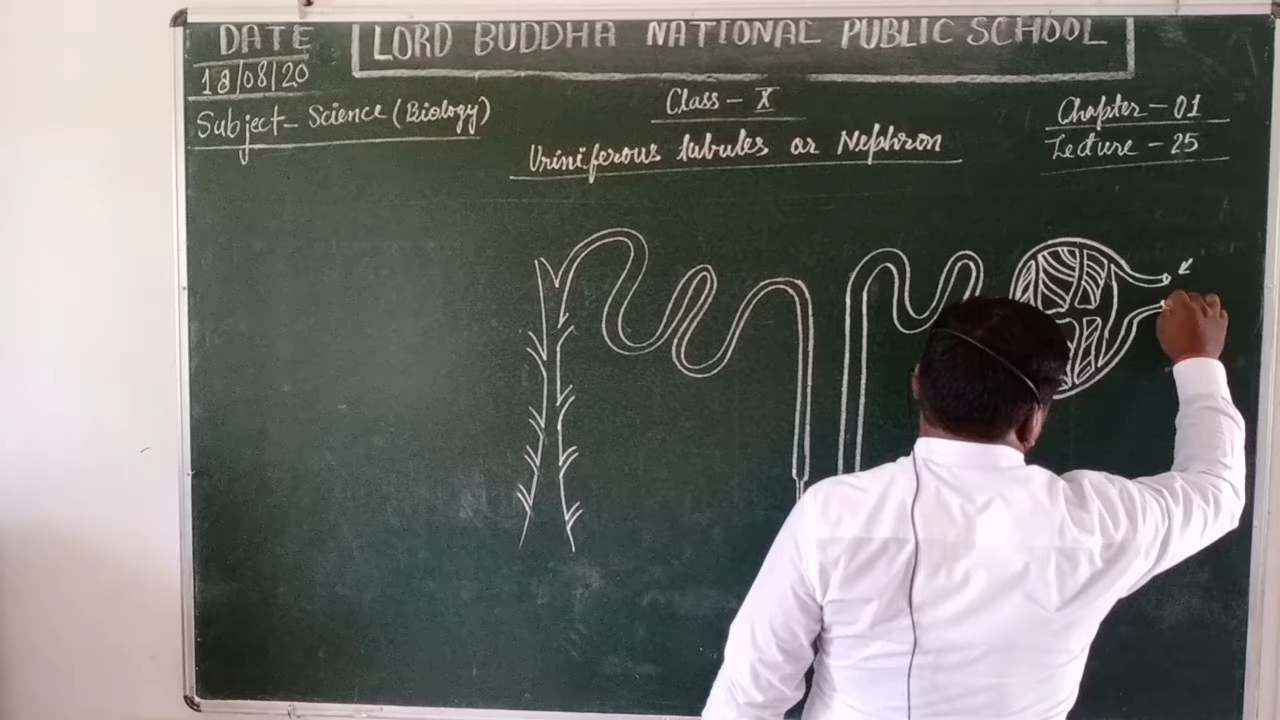 DATE
18/08/20
LORD BUDDHA NATIONAL PUBLIC SCHOOL
Subject - Science (Biology)
Class - X
Chapter - 01
Lecture - 25
Uriniferous tubules or Nephron